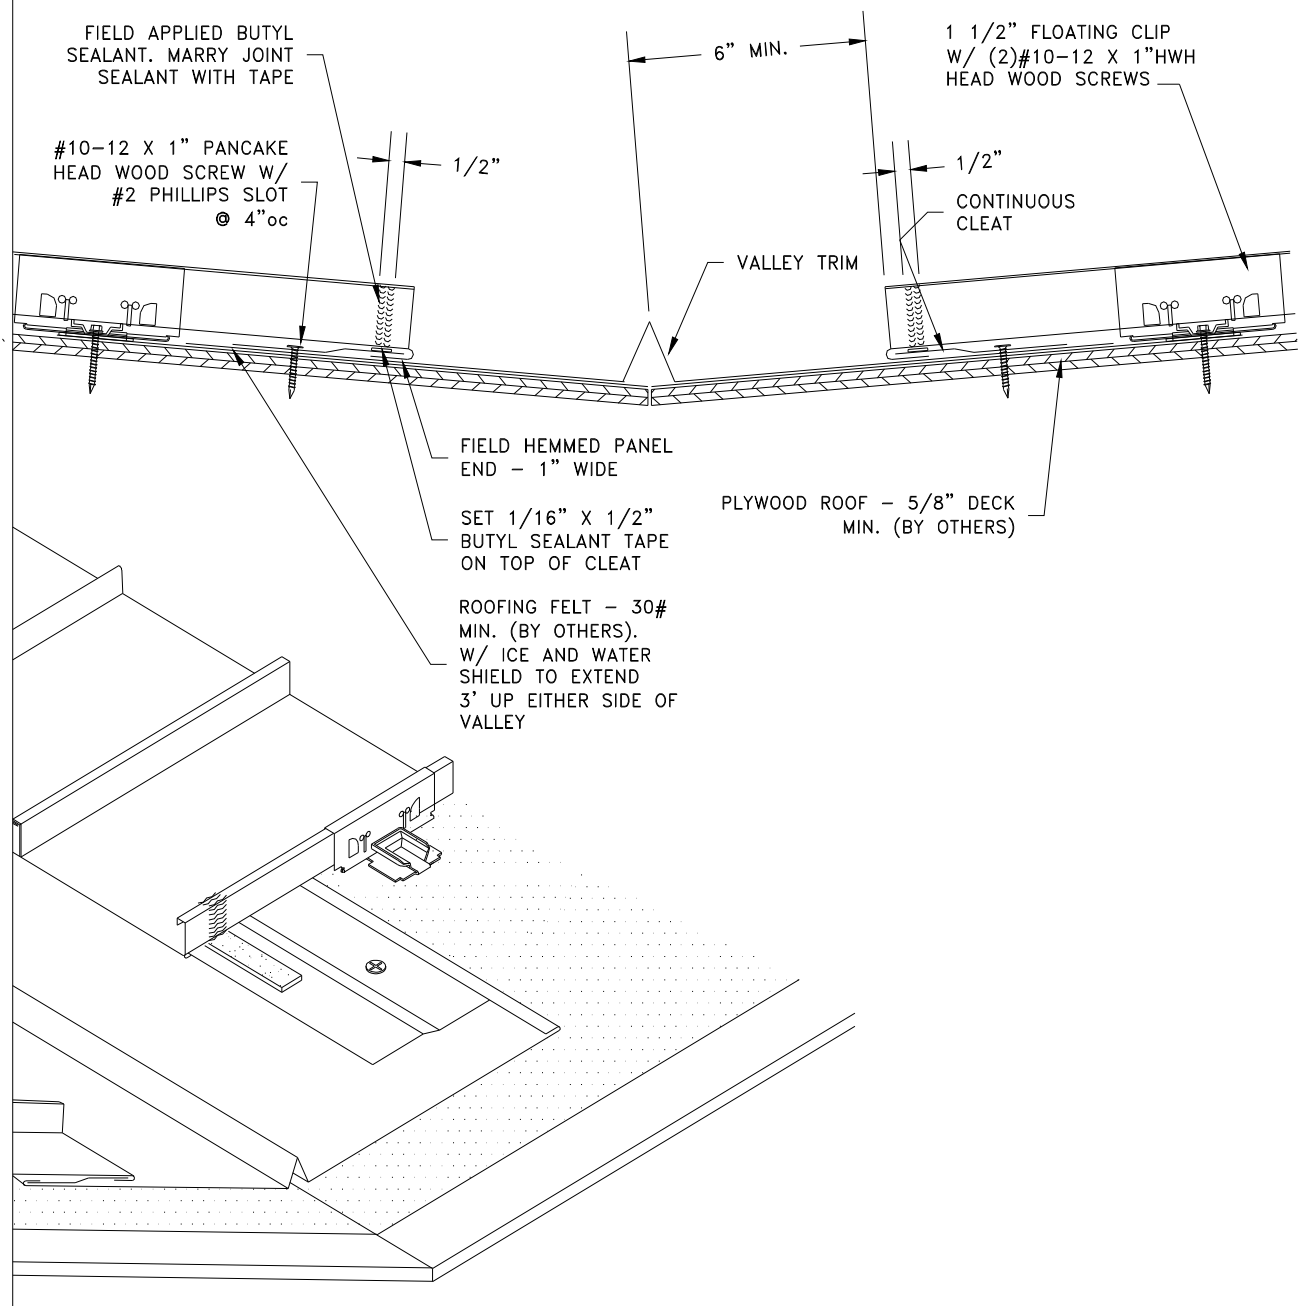 FIELD APPLIED BUTYL
SEALANT. MARRY JOINT
SEALANT WITH TAPE
#10-12 X 1" PANCAKE
HEAD WOOD SCREW W/
#2 PHILLIPS SLOT
@ 4"oc
1/2"
6" MIN.
1 1/2" FLOATING CLIP
W/ (2)#10-12 X 1"HWH
HEAD WOOD SCREWS
1/2"
CONTINUOUS
CLEAT
VALLEY TRIM
FIELD HEMMED PANEL
END - 1" WIDE
SET 1/16" X 1/2"
BUTYL SEALANT TAPE
ON TOP OF CLEAT
PLYWOOD ROOF - 5/8" DECK
MIN. (BY OTHERS)
ROOFING FELT - 30#
MIN. (BY OTHERS).
W/ ICE AND WATER
SHIELD TO EXTEND
3' UP EITHER SIDE OF
VALLEY